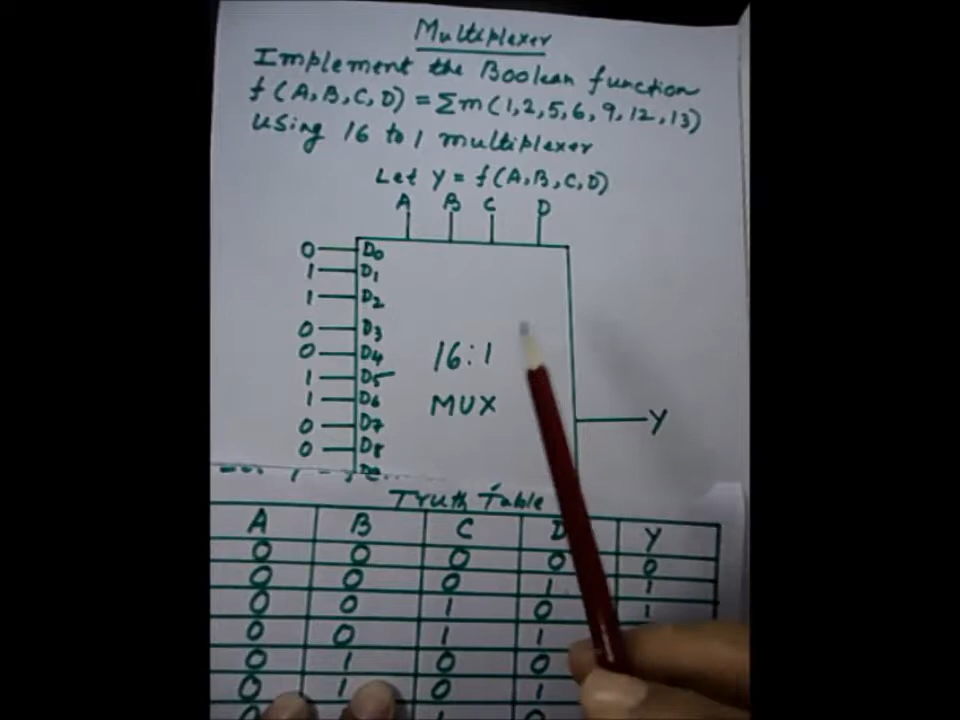 Multiplexer
Implement the Boolean function
f(A,B,C,D) = Σm(1,2,5,6,9,12,13)
using 16 to 1 multiplexer
Let Y = f(A,B,C,D)
A B C D
0 D0
1 D1
1 D2
0 D3
0 D4
1 D5
1 D6
0 D7
0 D8
16:1
MUX
Y
Truth Table
A B C D Y
0 0 0 0 0
0 0 0 1 1
0 0 1 0 1
0 0 1 1
0 1 0 0
0 1 0 1